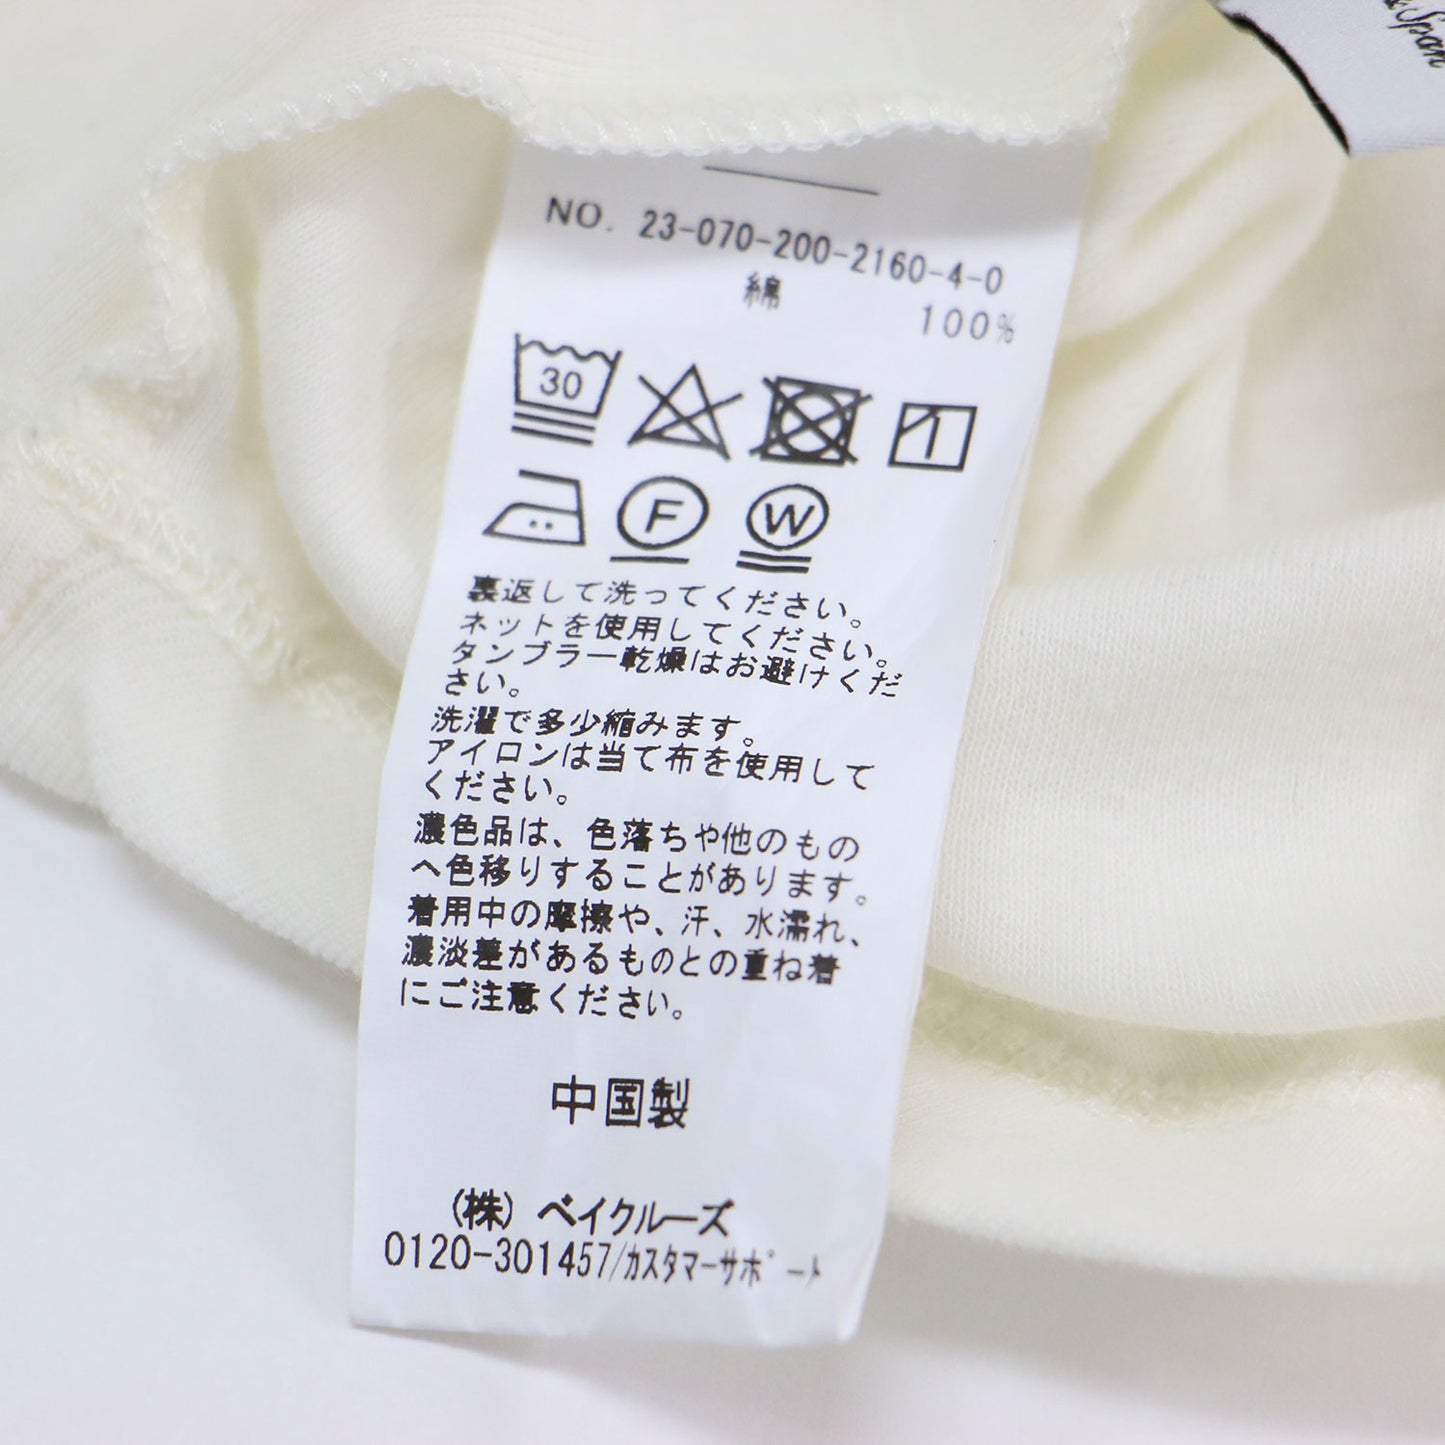 & Span
NO. 23-070-200-2160-4-0
綿 100%
30
F W
裏返して洗ってください。
ネットを使用してください。
タンブラー乾燥はお避けくだ
さい。
洗濯で多少縮みます。
アイロンは当て布を使用して
ください。
濃色品は、色落ちや他のもの
へ色移りすることがあります。
着用中の摩擦や、汗、水濡れ、
濃淡差があるものとの重ね着
にご注意ください。
中国製
(株) ベイクルーズ
0120-301457/カスタマーサポート